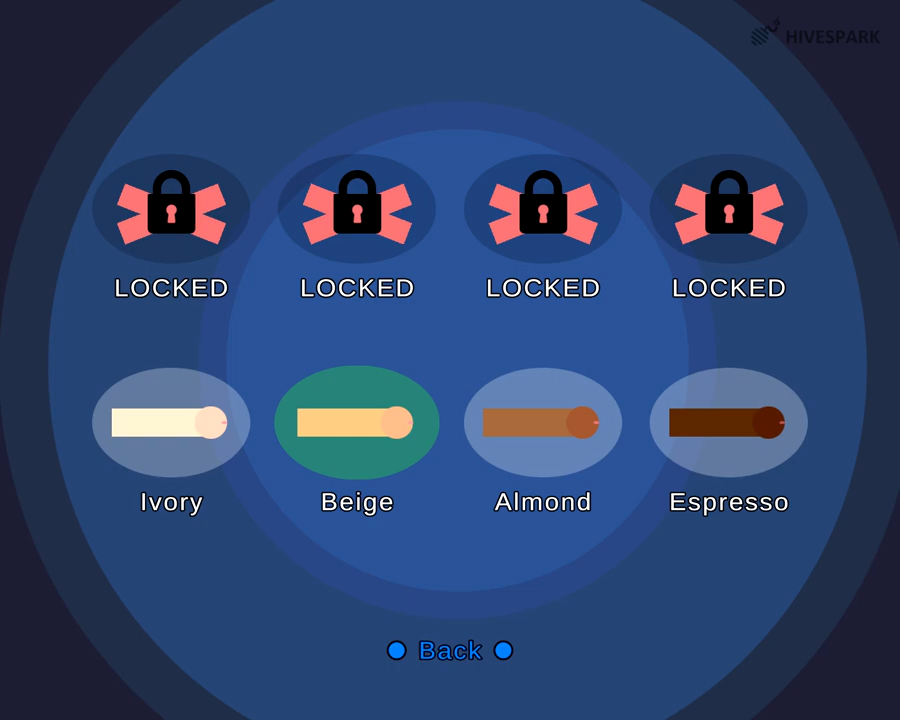 HIVESPARK
LOCKED LOCKED LOCKED LOCKED
Ivory Beige Almond Espresso
Back